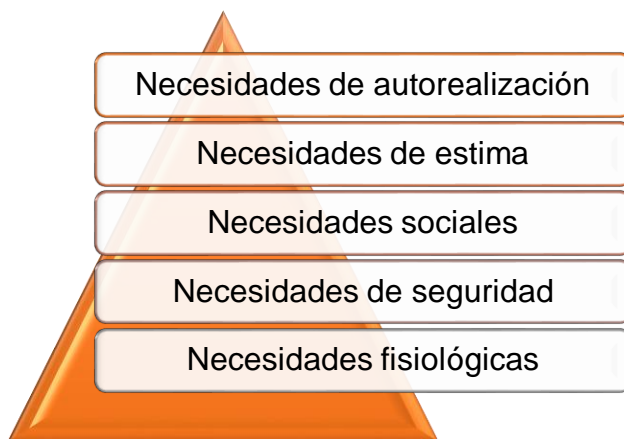 Necesidades de autorealización
Necesidades de estima
Necesidades sociales
Necesidades de seguridad
Necesidades fisiológicas